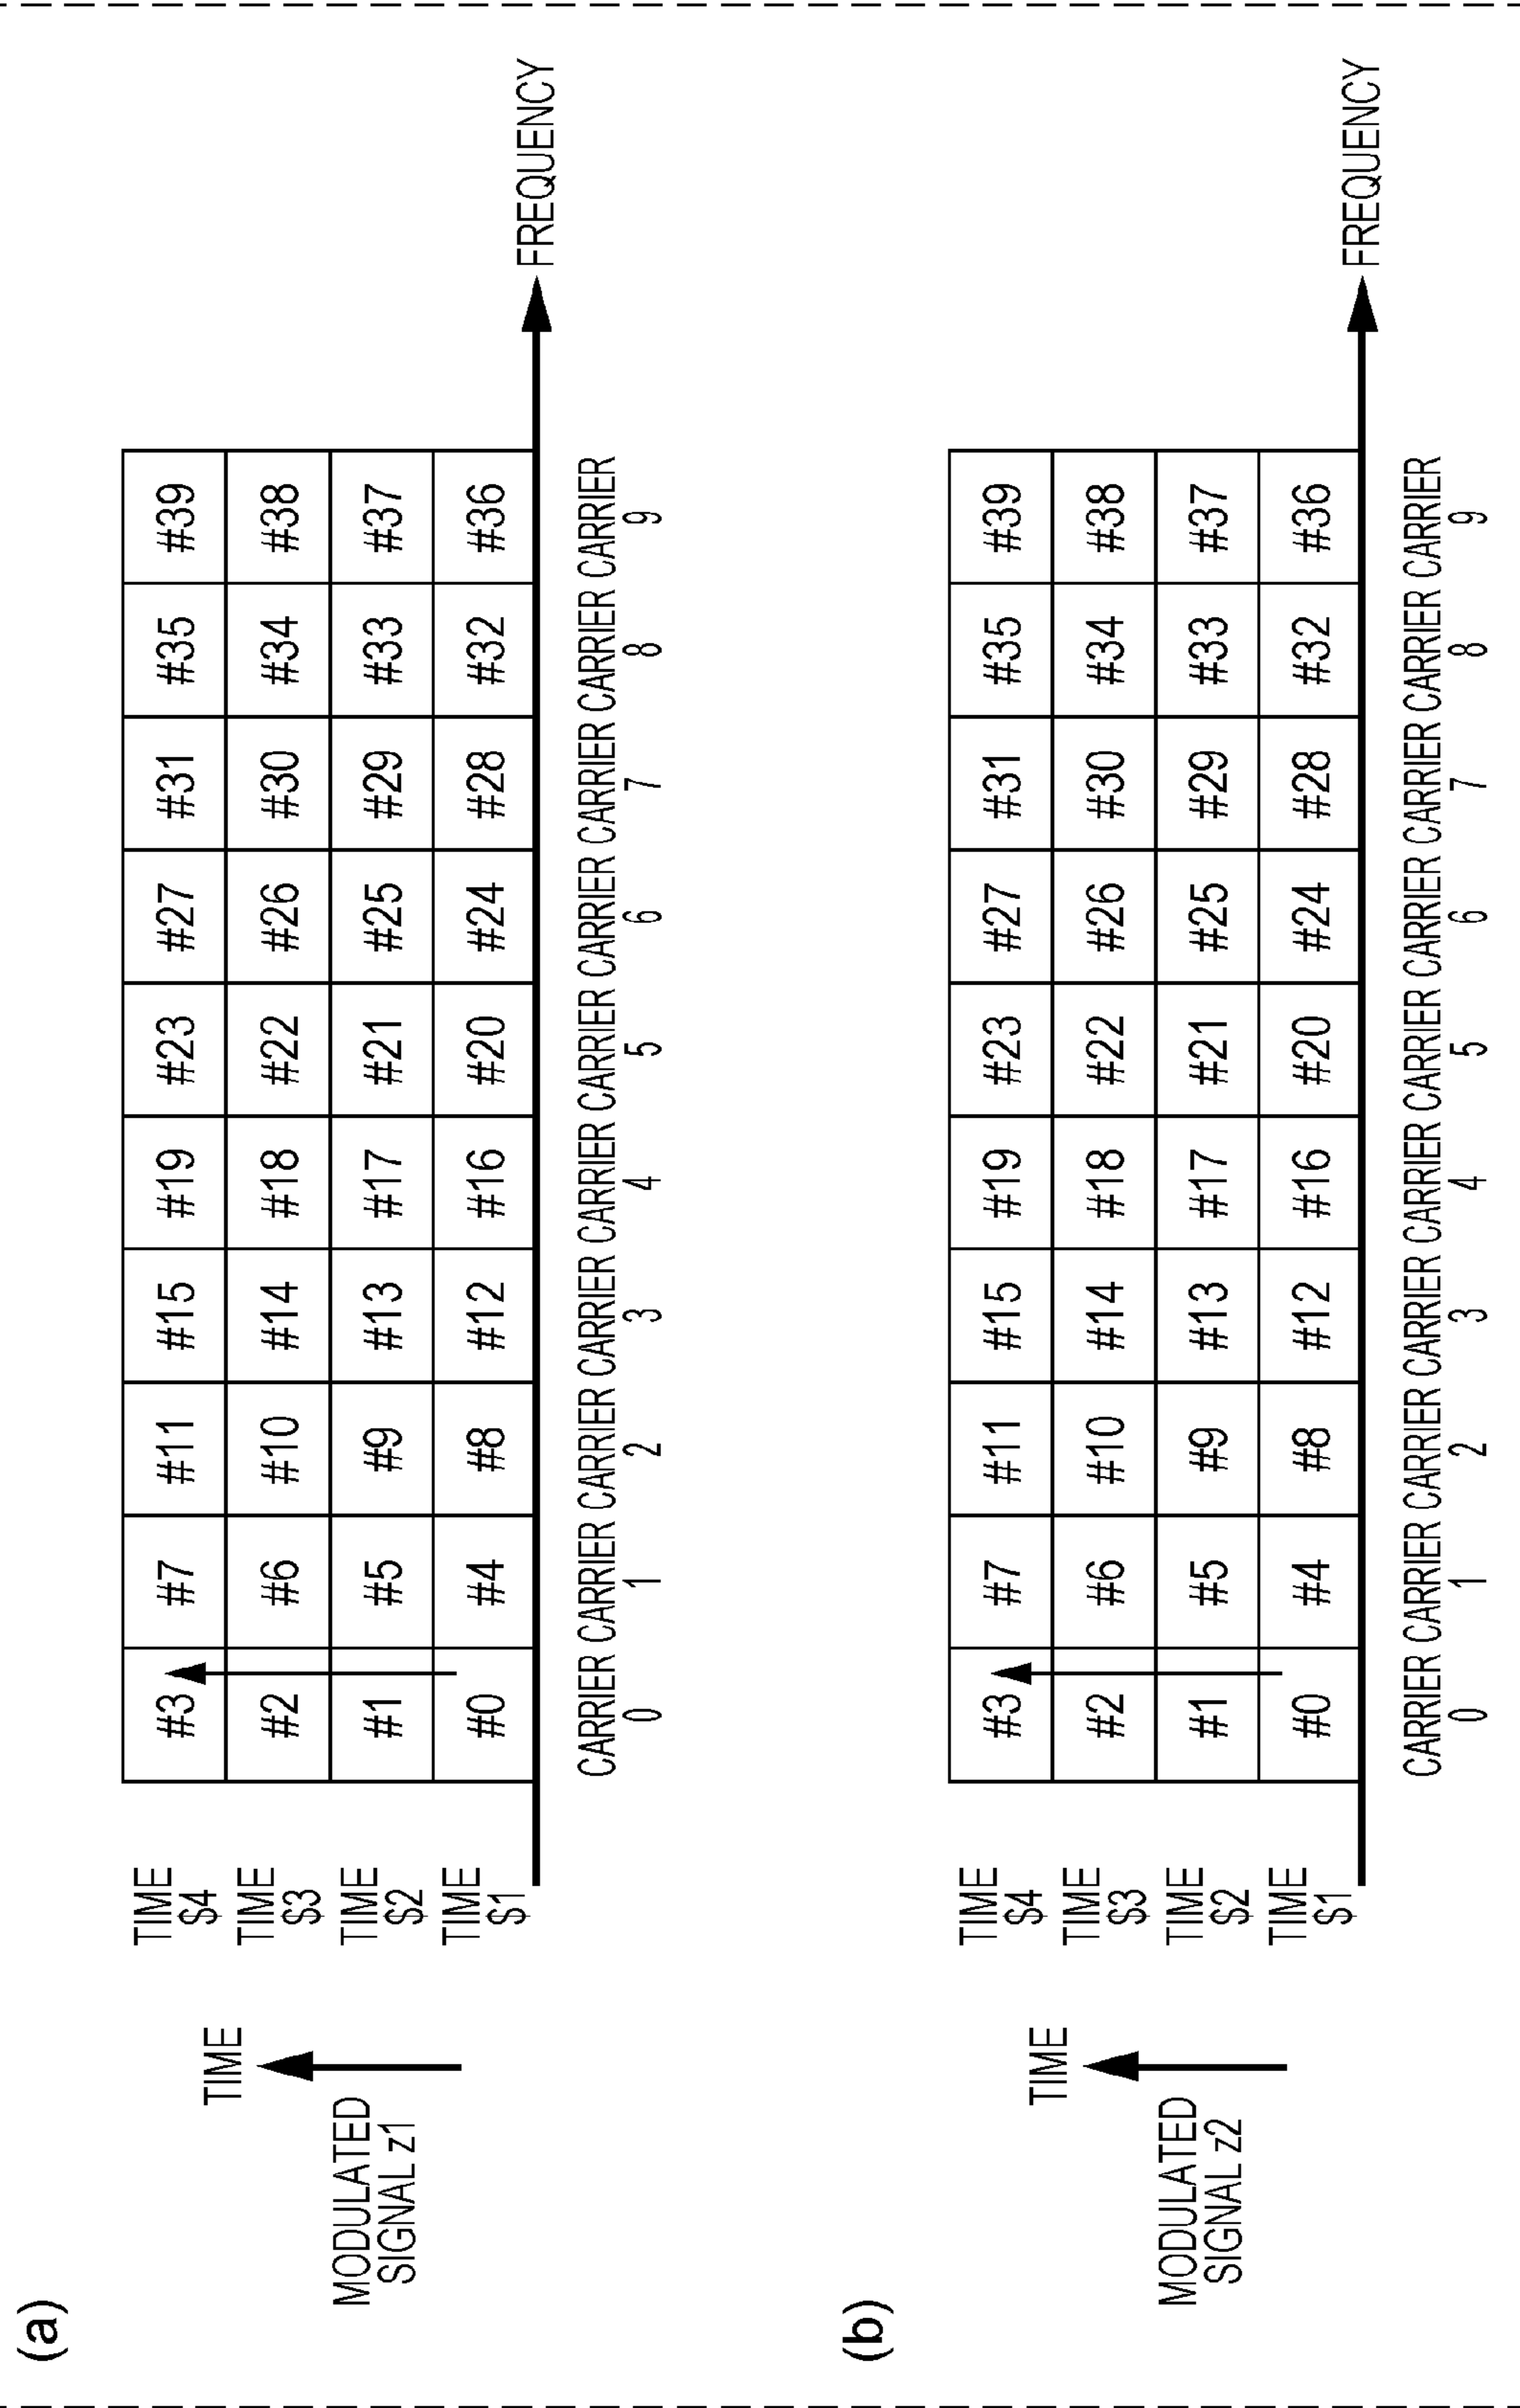 (a)
MODULATED
SIGNAL z1
TIME
TIME
$4
#3 #7 #11 #15 #19 #23 #27 #31 #35 #39
TIME
$3
#2 #6 #10 #14 #18 #22 #26 #30 #34 #38
TIME
$2
#1 #5 #9 #13 #17 #21 #25 #29 #33 #37
TIME
$1
#0 #4 #8 #12 #16 #20 #24 #28 #32 #36
FREQUENCY
CARRIER CARRIER CARRIER CARRIER CARRIER CARRIER CARRIER CARRIER CARRIER CARRIER
0 1 2 3 4 5 6 7 8 9
(b)
MODULATED
SIGNAL z2
TIME
TIME
$4
#3 #7 #11 #15 #19 #23 #27 #31 #35 #39
TIME
$3
#2 #6 #10 #14 #18 #22 #26 #30 #34 #38
TIME
$2
#1 #5 #9 #13 #17 #21 #25 #29 #33 #37
TIME
$1
#0 #4 #8 #12 #16 #20 #24 #28 #32 #36
FREQUENCY
CARRIER CARRIER CARRIER CARRIER CARRIER CARRIER CARRIER CARRIER CARRIER CARRIER
0 1 2 3 4 5 6 7 8 9